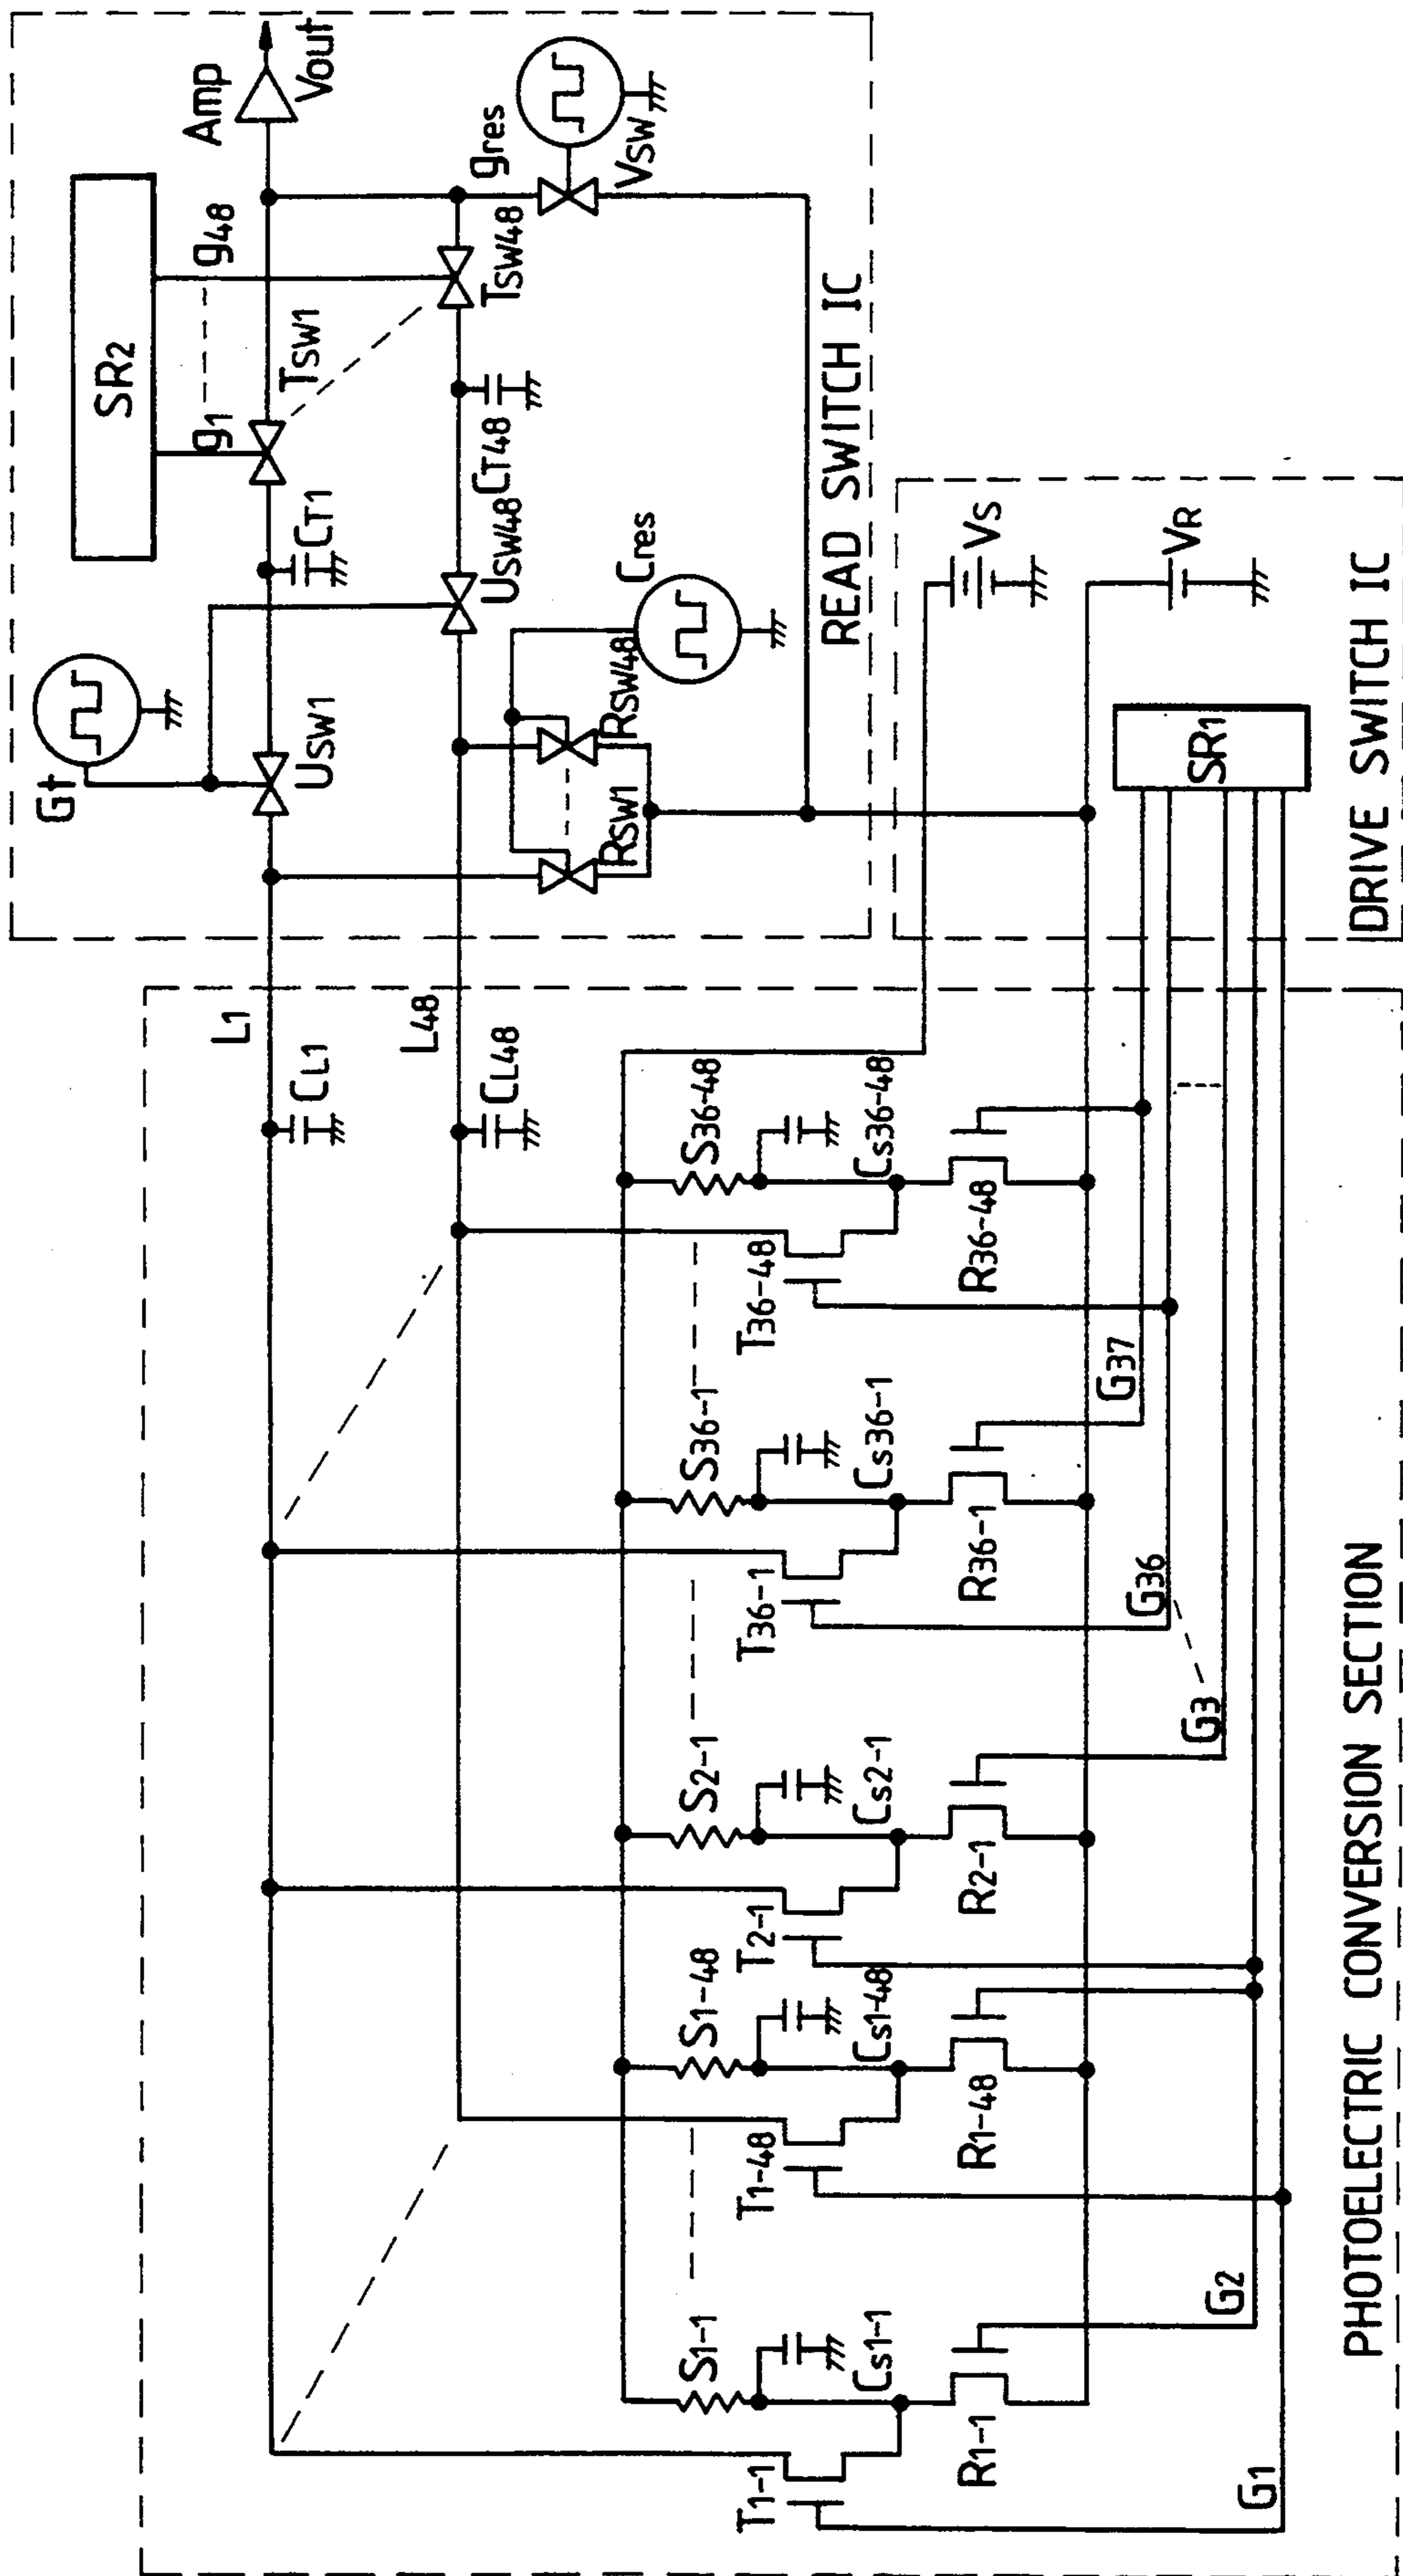 Gt
SR2
g1
g48
Amp
Vout
USW1
CT1
TSW1
gres
VSW
USW48
CT48
TSW48
Cres
RSW1
RSW48
READ SWITCH IC
L1
CL1
L48
CL48
S1-1
S1-48
S2-1
S36-1
S36-48
VS
T1-1
T1-48
T2-1
T36-1
T36-48
CS1-1
CS1-48
CS2-1
CS36-1
CS36-48
R1-1
R1-48
R2-1
R36-1
R36-48
VR
G1
G2
G3
G36
G37
SR1
PHOTOELECTRIC CONVERSION SECTION
DRIVE SWITCH IC